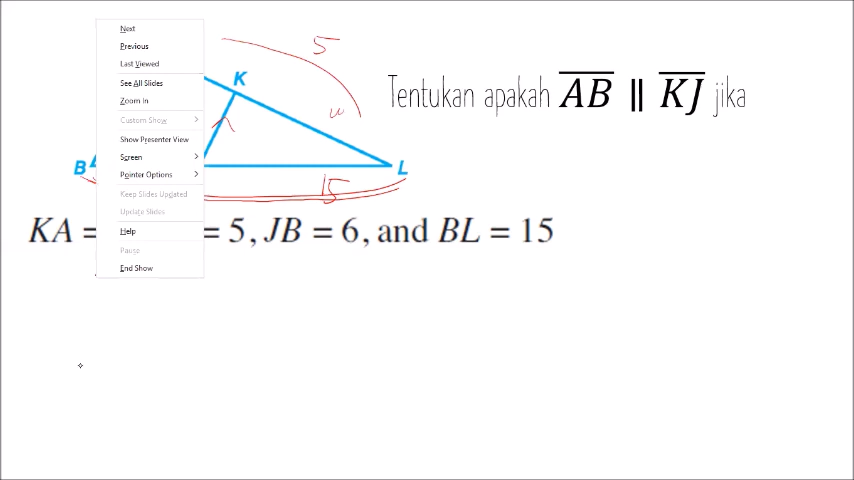 Next
Previous
Last Viewed
See All Slides
Zoom In
Custom Show
Show Presenter View
Screen
Pointer Options
Keep Slides Updated
Update Slides
Help
Pause
End Show
5
K
Tentukan apakah AB ∥ KJ jika
B
L
15
KA = = 5, JB = 6, and BL = 15